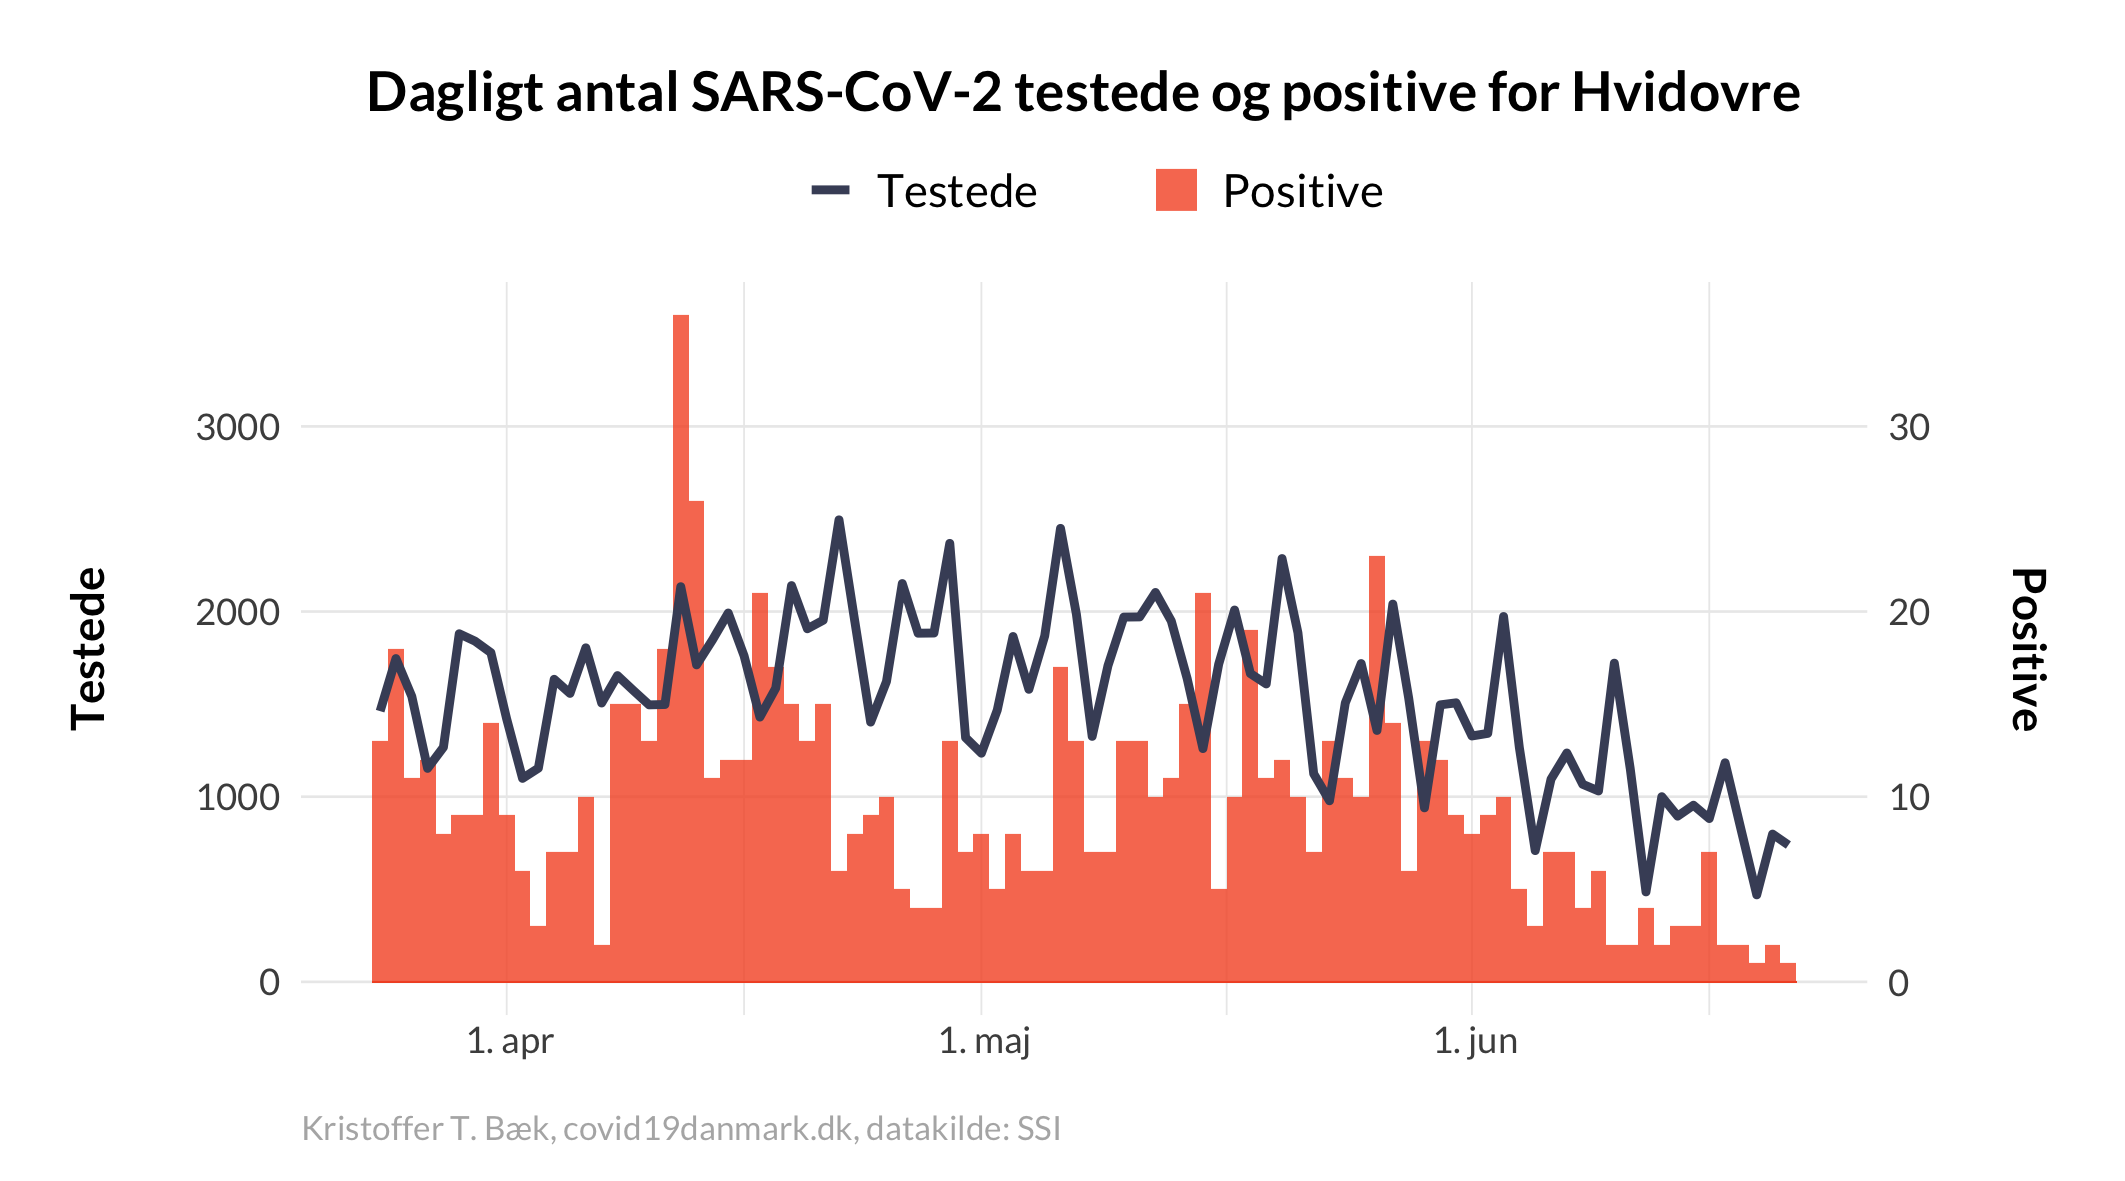 Dagligt antal SARS-CoV-2 testede og positive for Hvidovre
Testede
Positive
Testede
3000
2000
1000
0
30
20
10
0
Positive
1. apr
1. maj
1. jun
Kristoffer T. Bæk, covid19danmark.dk, datakilde: SSI